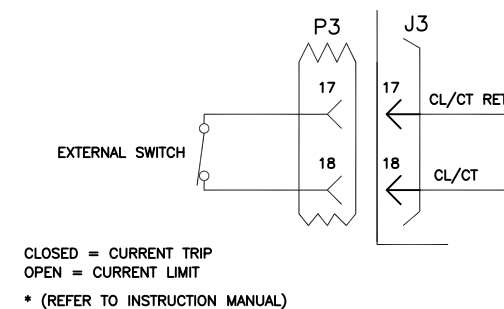 P3 J3
17 17
CL/CT RET
EXTERNAL SWITCH
18 18
CL/CT
CLOSED = CURRENT TRIP
OPEN = CURRENT LIMIT
* (REFER TO INSTRUCTION MANUAL)